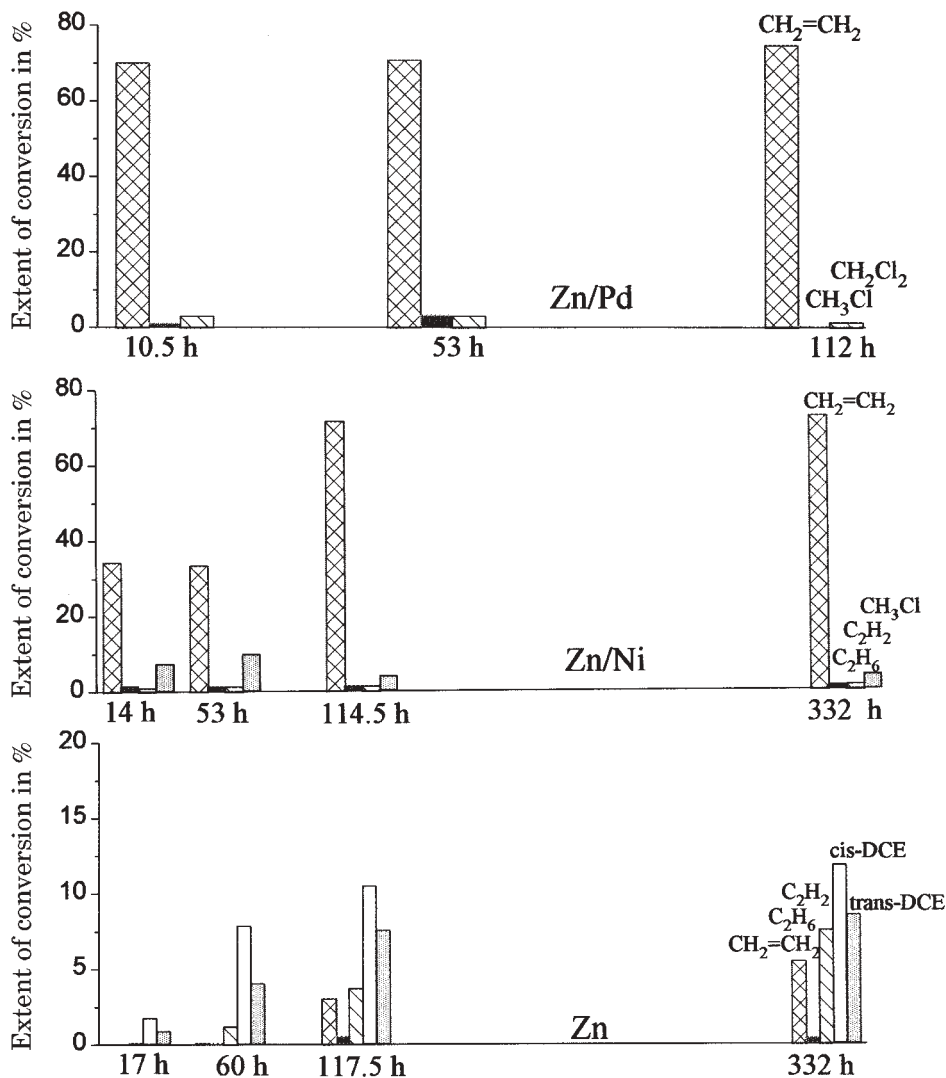 Extent of conversion in %
80
60
40
20
0
CH₂=CH₂
CH₂Cl₂
CH₃Cl
Zn/Pd
10.5 h
53 h
112 h
Extent of conversion in %
80
60
40
20
0
CH₂=CH₂
CH₃Cl
C₂H₂
C₂H₆
Zn/Ni
14 h
53 h
114.5 h
332 h
Extent of conversion in %
20
15
10
5
0
cis-DCE
C₂H₂
trans-DCE
C₂H₆
CH₂=CH₂
Zn
17 h
60 h
117.5 h
332 h